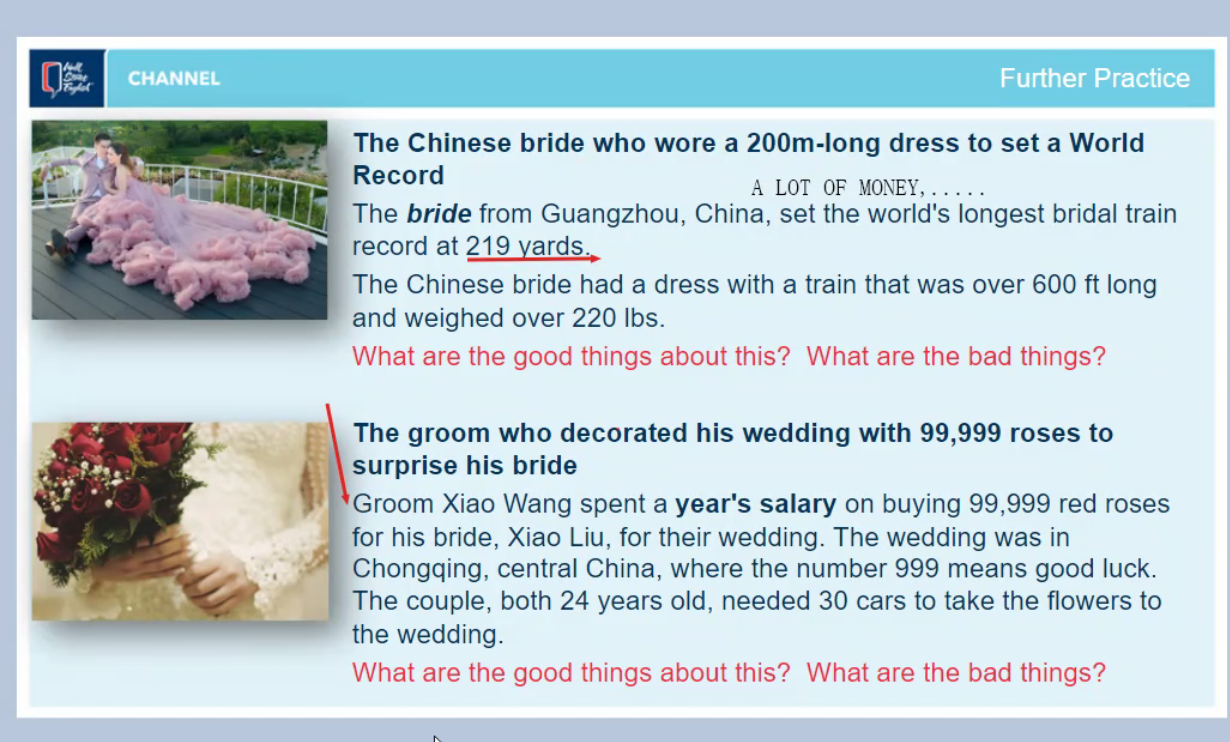 Wall
Street
English
CHANNEL
Further Practice
The Chinese bride who wore a 200m-long dress to set a World
Record
A LOT OF MONEY,.....
The bride from Guangzhou, China, set the world's longest bridal train
record at 219 yards.
The Chinese bride had a dress with a train that was over 600 ft long
and weighed over 220 lbs.
What are the good things about this? What are the bad things?
The groom who decorated his wedding with 99,999 roses to
surprise his bride
Groom Xiao Wang spent a year's salary on buying 99,999 red roses
for his bride, Xiao Liu, for their wedding. The wedding was in
Chongqing, central China, where the number 999 means good luck.
The couple, both 24 years old, needed 30 cars to take the flowers to
the wedding.
What are the good things about this? What are the bad things?